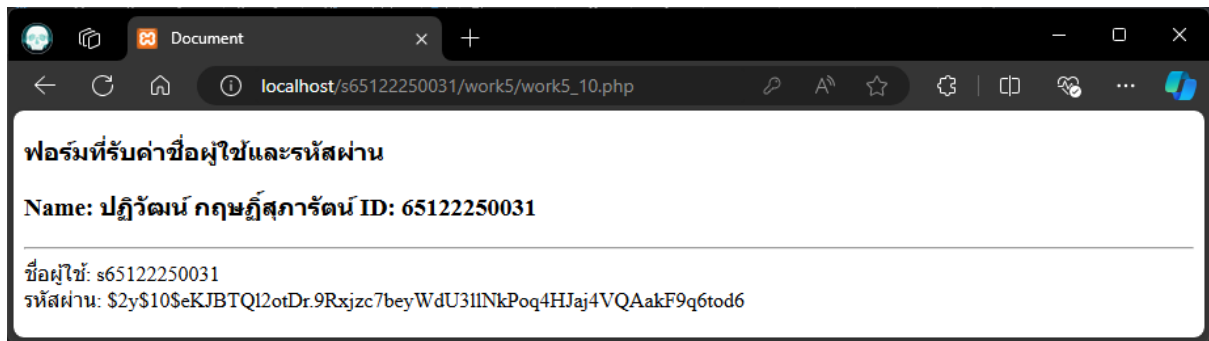 Document
localhost/s65122250031/work5/work5_10.php
ฟอร์มที่รับค่าชื่อผู้ใช้และรหัสผ่าน
Name: ปฏิวัฒน์ กฤษฏิ์สุภารัตน์ ID: 65122250031
ชื่อผู้ใช้: s65122250031
รหัสผ่าน: $2y$10$eKJBTQl2otDr.9Rxjzc7beyWdU3llNkPoq4HJaj4VQAakF9q6tod6